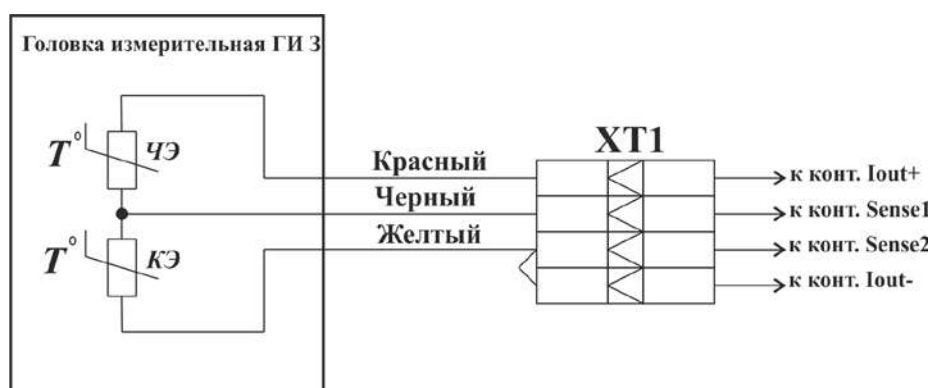 Головка измерительная ГИ 3
T°
ЧЭ
T°
КЭ
Красный
Черный
Желтый
XT1
к конт. Iout+
к конт. Sense1
к конт. Sense2
к конт. Iout-